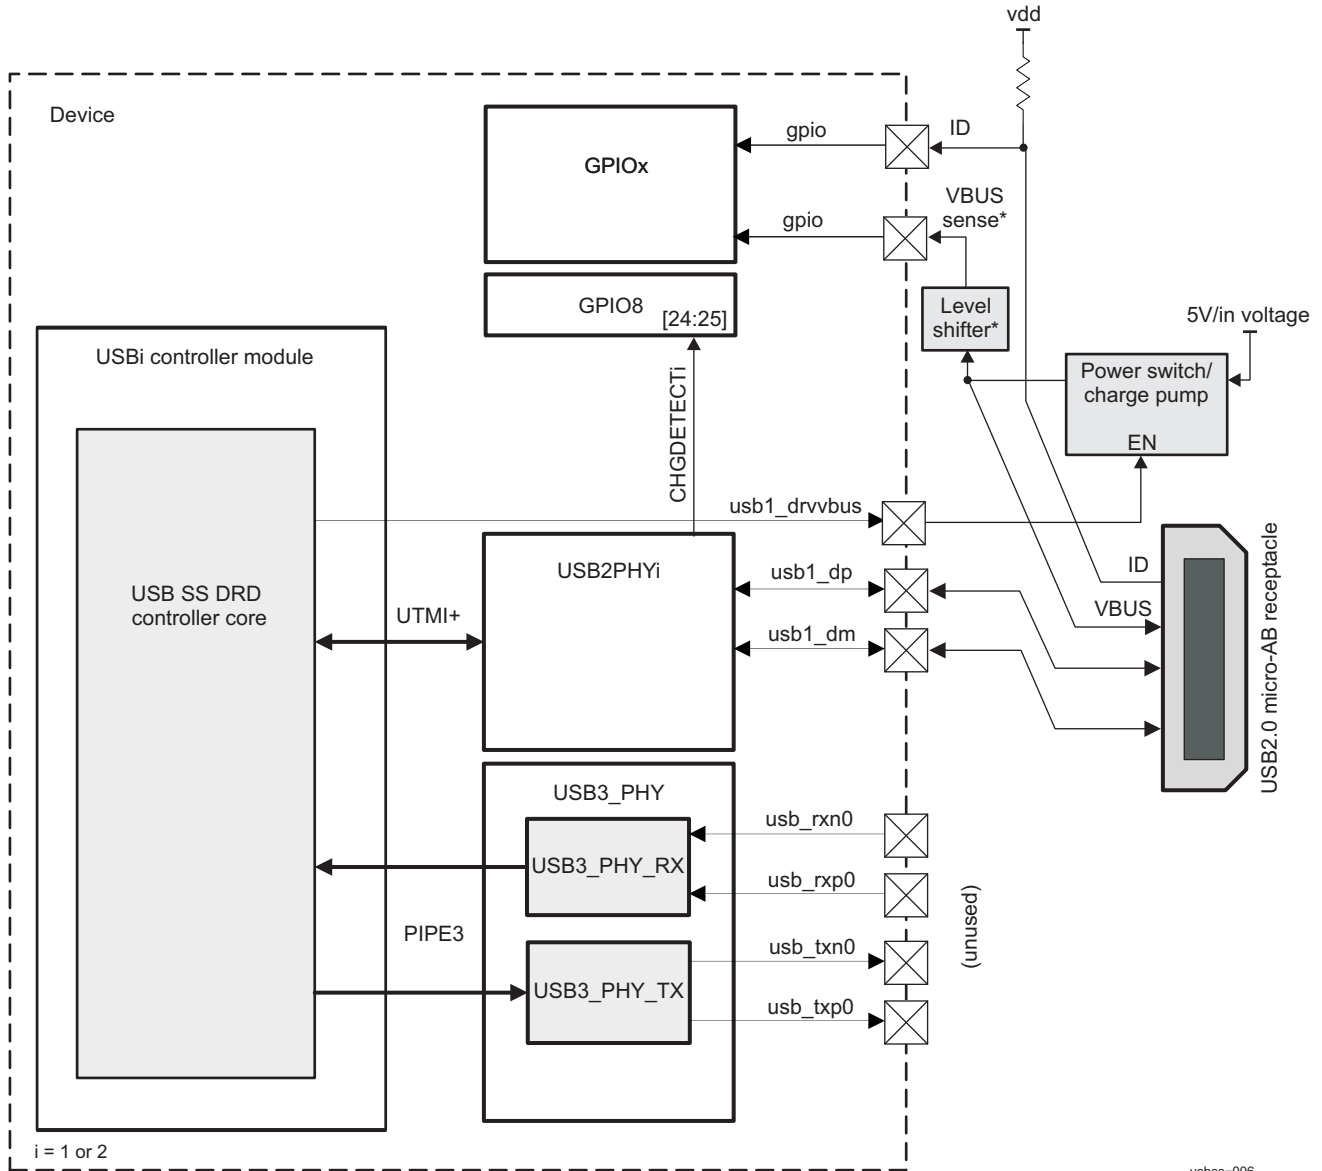 vdd
Device
gpio
ID
GPIOx
VBUS
sense*
gpio
GPIO8
[24:25]
Level
shifter*
5V/in voltage
USBi controller module
Power switch/
charge pump
EN
CHGDETECTi
usb1_drvvbus
USB2PHYi
usb1_dp
ID
USB SS DRD
controller core
UTMI+
VBUS
usb1_dm
USB2.0 micro-AB receptacle
USB3_PHY
usb_rxn0
USB3_PHY_RX
usb_rxp0
(unused)
PIPE3
usb_txn0
USB3_PHY_TX
usb_txp0
i = 1 or 2